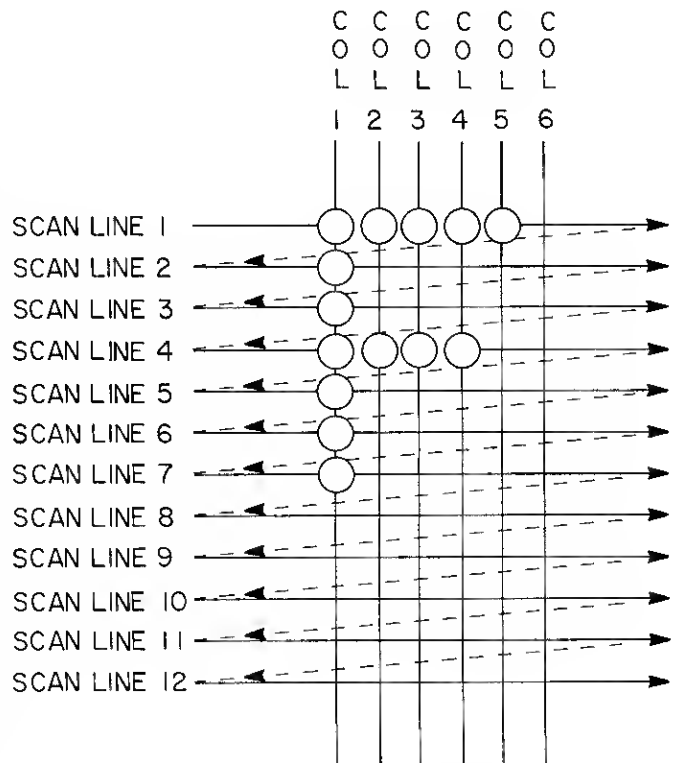 C C C C C C
O O O O O O
L L L L L L
1 2 3 4 5 6
SCAN LINE 1
SCAN LINE 2
SCAN LINE 3
SCAN LINE 4
SCAN LINE 5
SCAN LINE 6
SCAN LINE 7
SCAN LINE 8
SCAN LINE 9
SCAN LINE 10
SCAN LINE 11
SCAN LINE 12